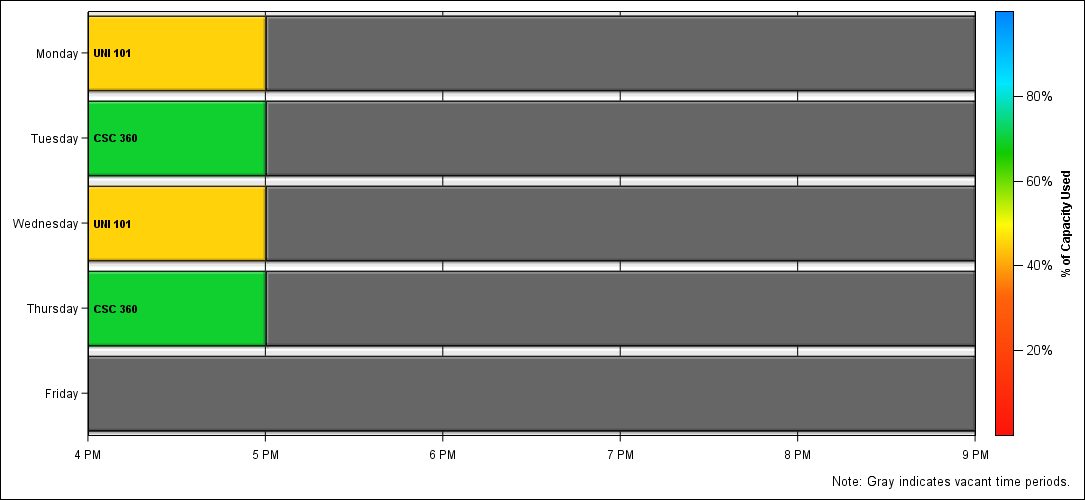 Monday
UNI 101
Tuesday
CSC 360
Wednesday
UNI 101
Thursday
CSC 360
Friday
4 PM 5 PM 6 PM 7 PM 8 PM 9 PM
80%
60%
40%
20%
% of Capacity Used
Note: Gray indicates vacant time periods.